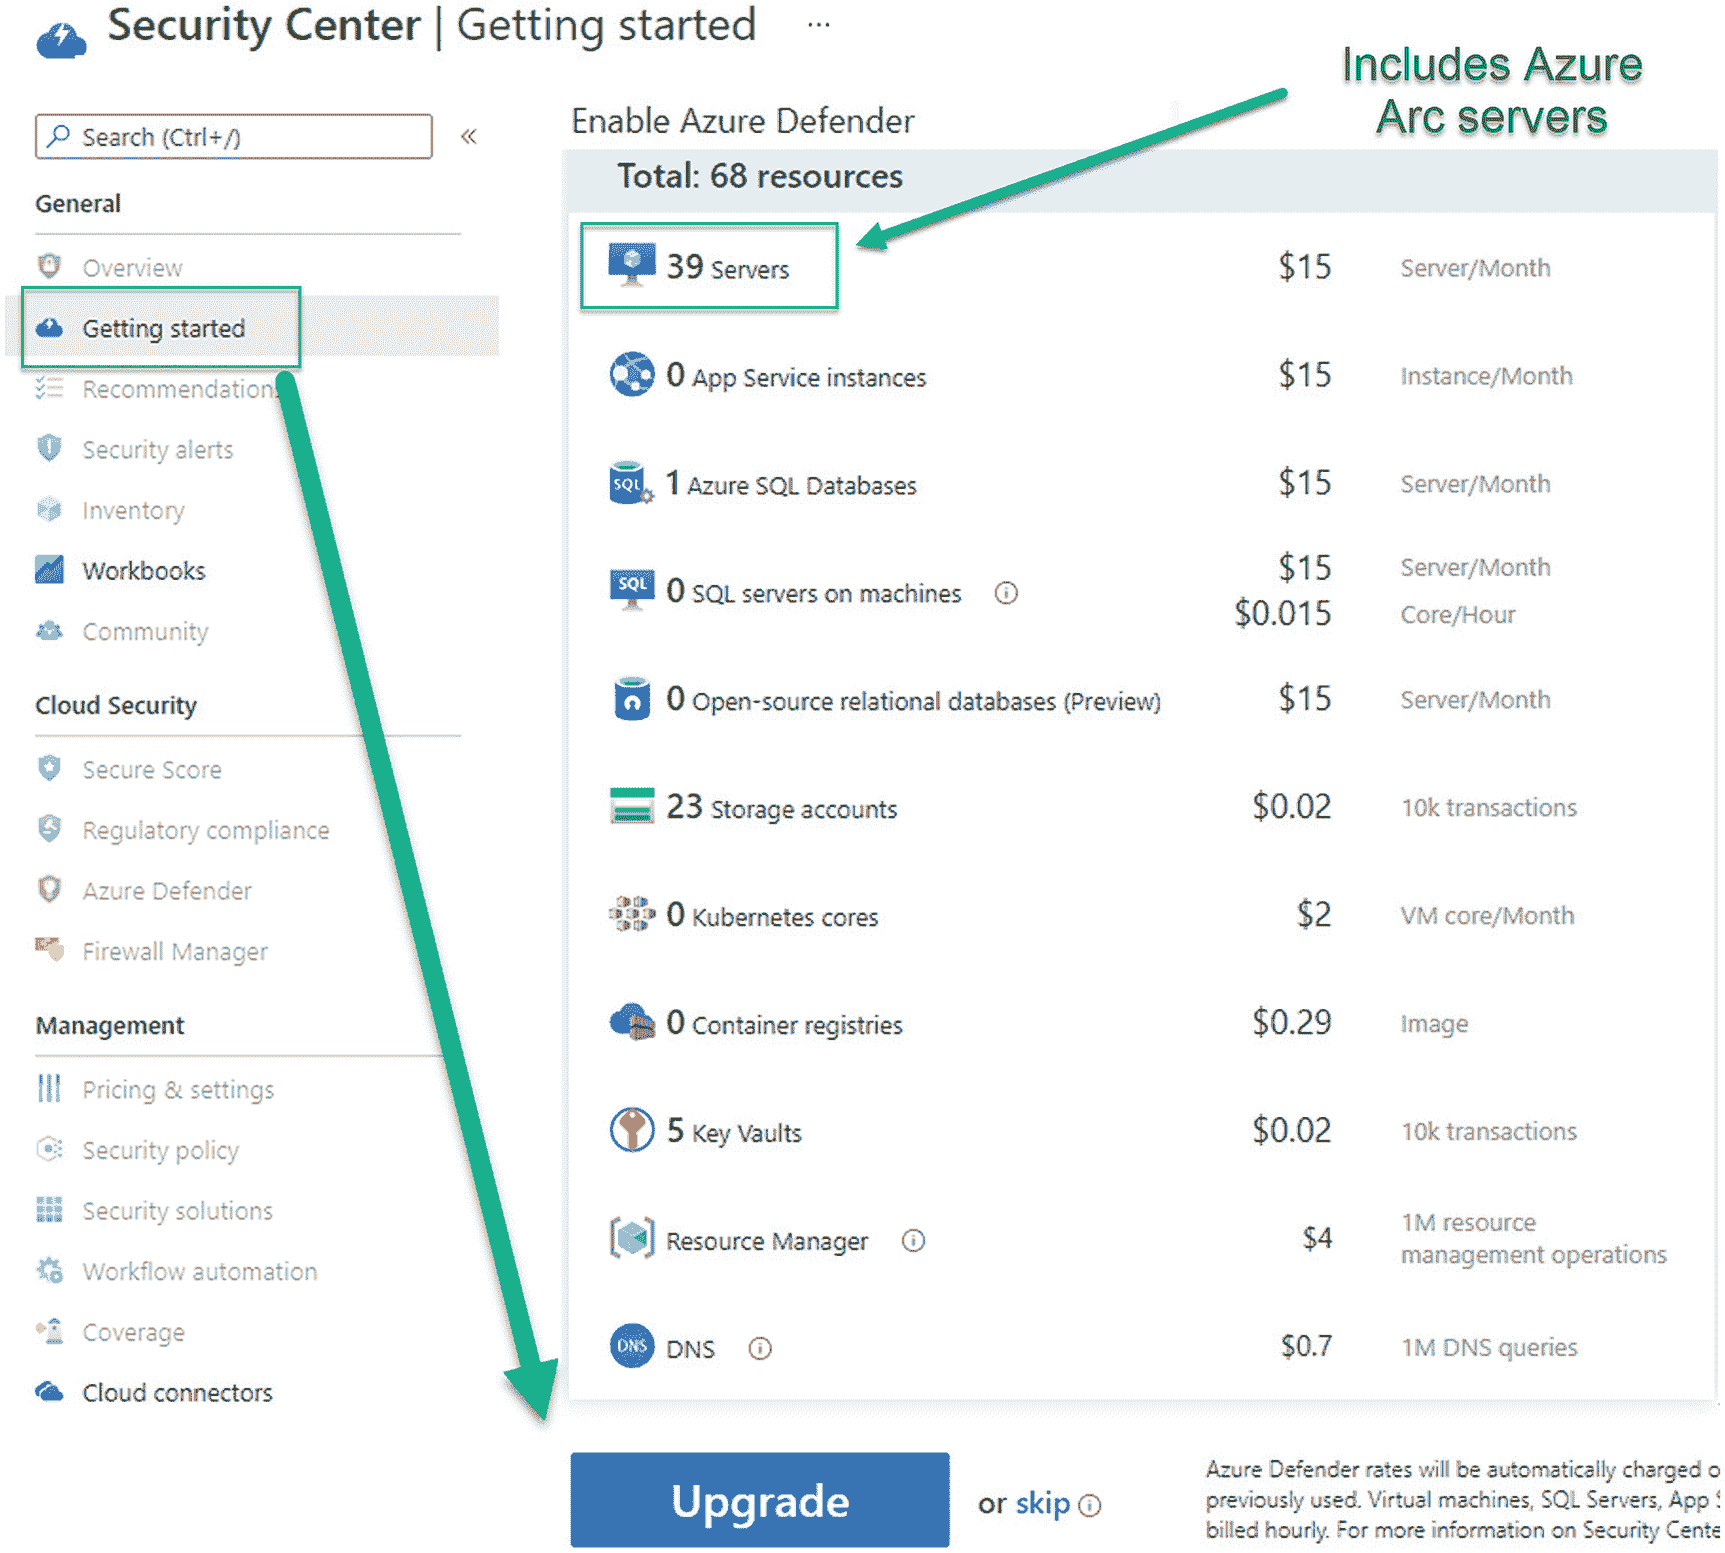 Security Center | Getting started ...
Includes Azure
Arc servers
Search (Ctrl+/)
«
General
Overview
Getting started
Recommendation
Security alerts
Inventory
Workbooks
Community
Cloud Security
Secure Score
Regulatory compliance
Azure Defender
Firewall Manager
Management
Pricing & settings
Security policy
Security solutions
Workflow automation
Coverage
Cloud connectors
Enable Azure Defender
Total: 68 resources
39 Servers $15 Server/Month
0 App Service instances $15 Instance/Month
SQL 1 Azure SQL Databases $15 Server/Month
SQL 0 SQL servers on machines $15 Server/Month
$0.015 Core/Hour
0 Open-source relational databases (Preview) $15 Server/Month
23 Storage accounts $0.02 10k transactions
0 Kubernetes cores $2 VM core/Month
0 Container registries $0.29 Image
5 Key Vaults $0.02 10k transactions
Resource Manager $4 1M resource
management operations
DNS DNS $0.7 1M DNS queries
Upgrade or skip
Azure Defender rates will be automatically charged
previously used. Virtual machines, SQL Servers, App
billed hourly. For more information on Security